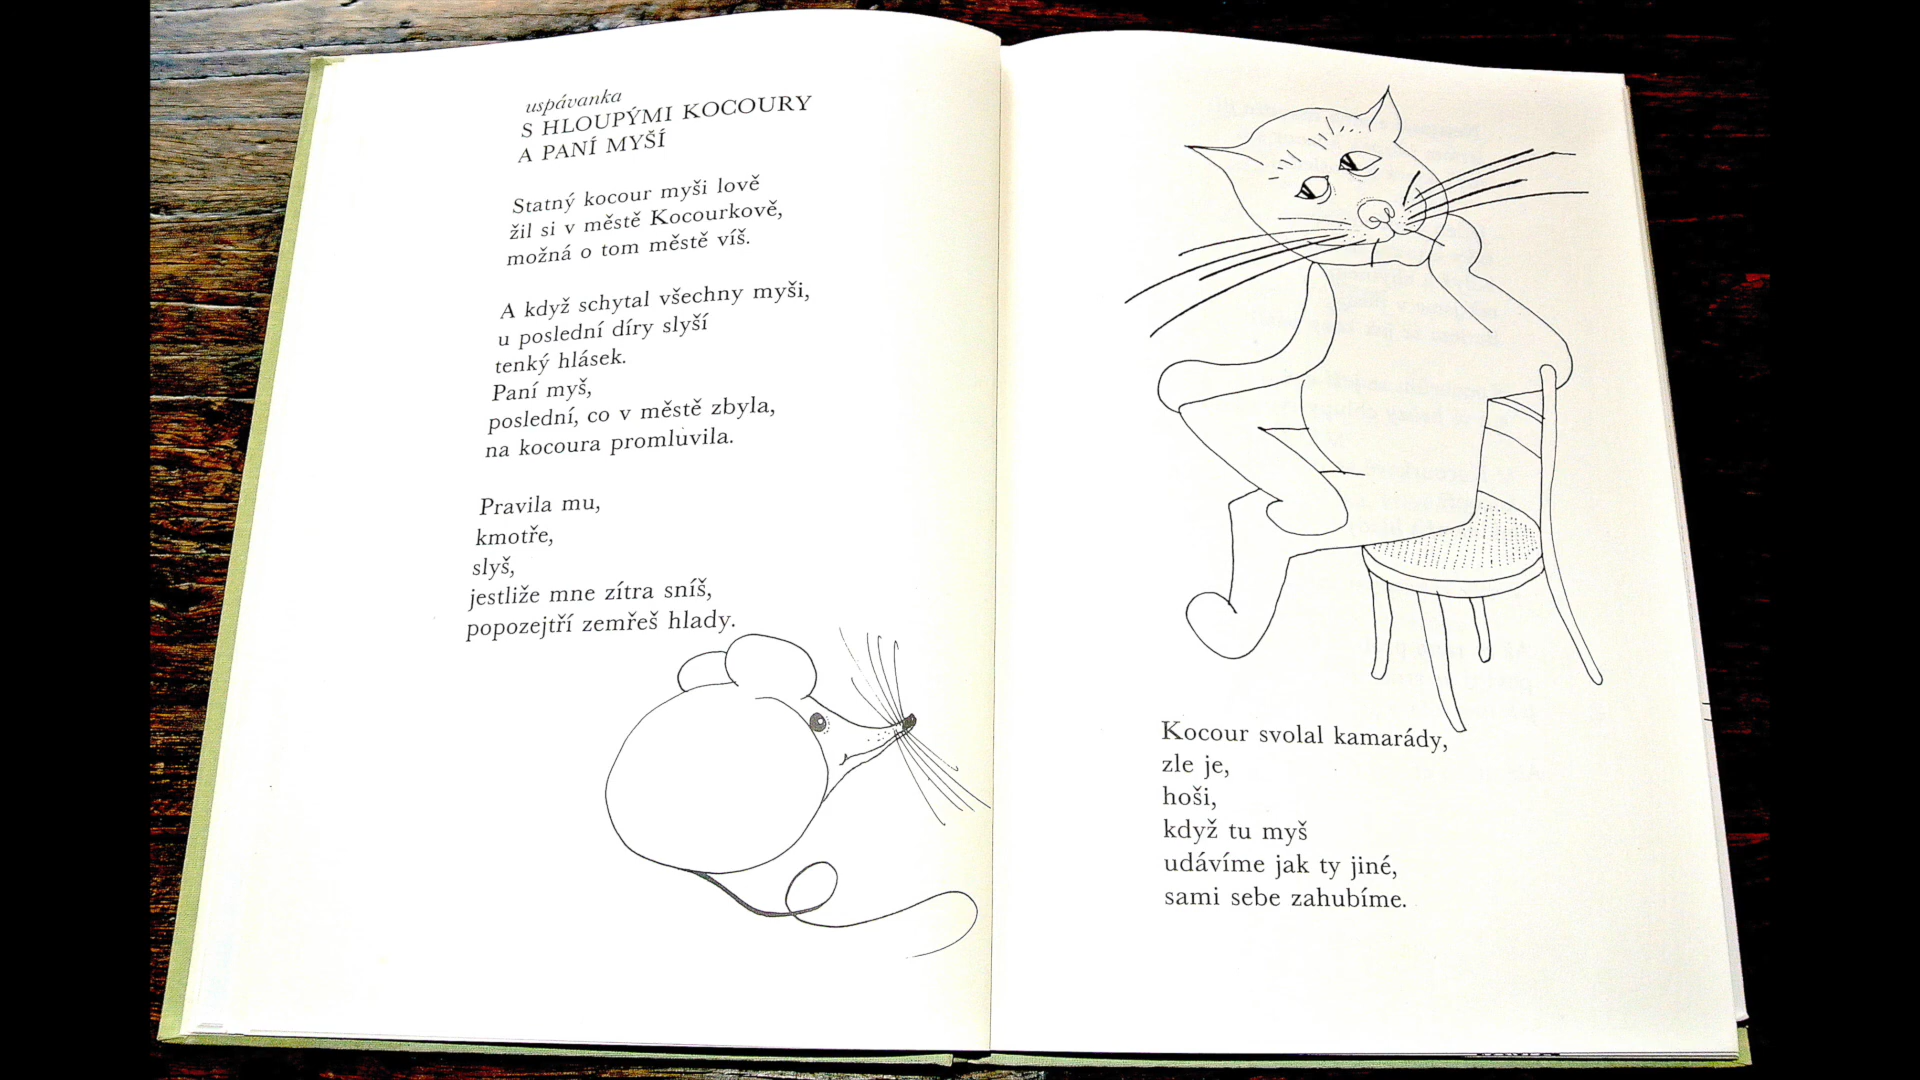 uspávanka
S HLOUPÝMI KOCOURY
A PANÍ MYŠÍ
Statný kocour myši lově
žil si v městě Kocourkově,
možná o tom městě víš.
A když schytal všechny myši,
u poslední díry slyší
tenký hlásek.
Paní myš,
poslední, co v městě zbyla,
na kocoura promluvila.
Pravila mu,
kmotře,
slyš,
jestliže mne zítra sníš,
popozejtří zemřeš hlady.
Kocour svolal kamarády,
zle je,
hoši,
když tu myš
udávíme jak ty jiné,
sami sebe zahubíme.